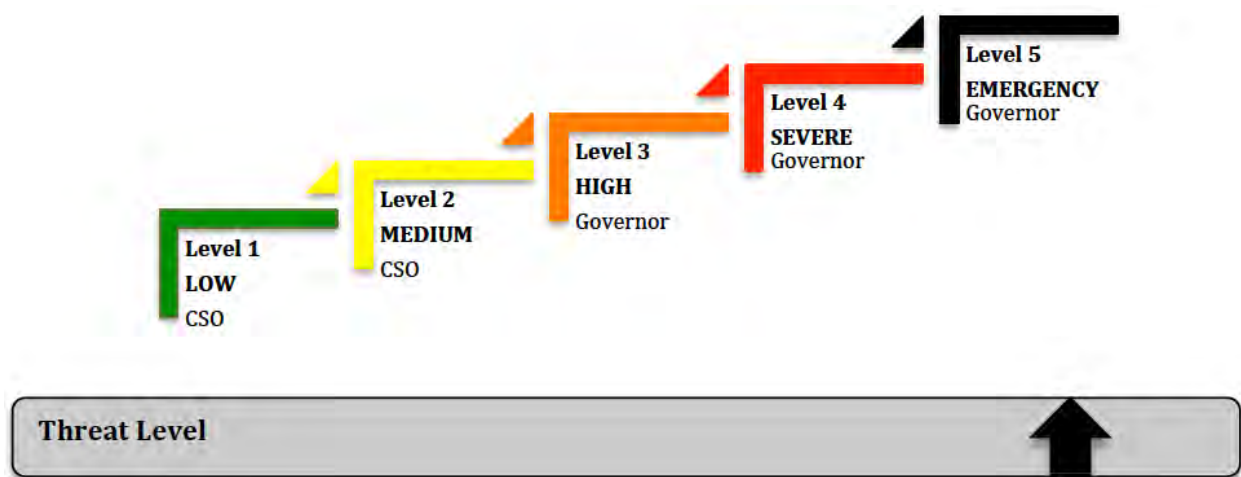 Level 1
LOW
CSO
Level 2
MEDIUM
CSO
Level 3
HIGH
Governor
Level 4
SEVERE
Governor
Level 5
EMERGENCY
Governor
Threat Level